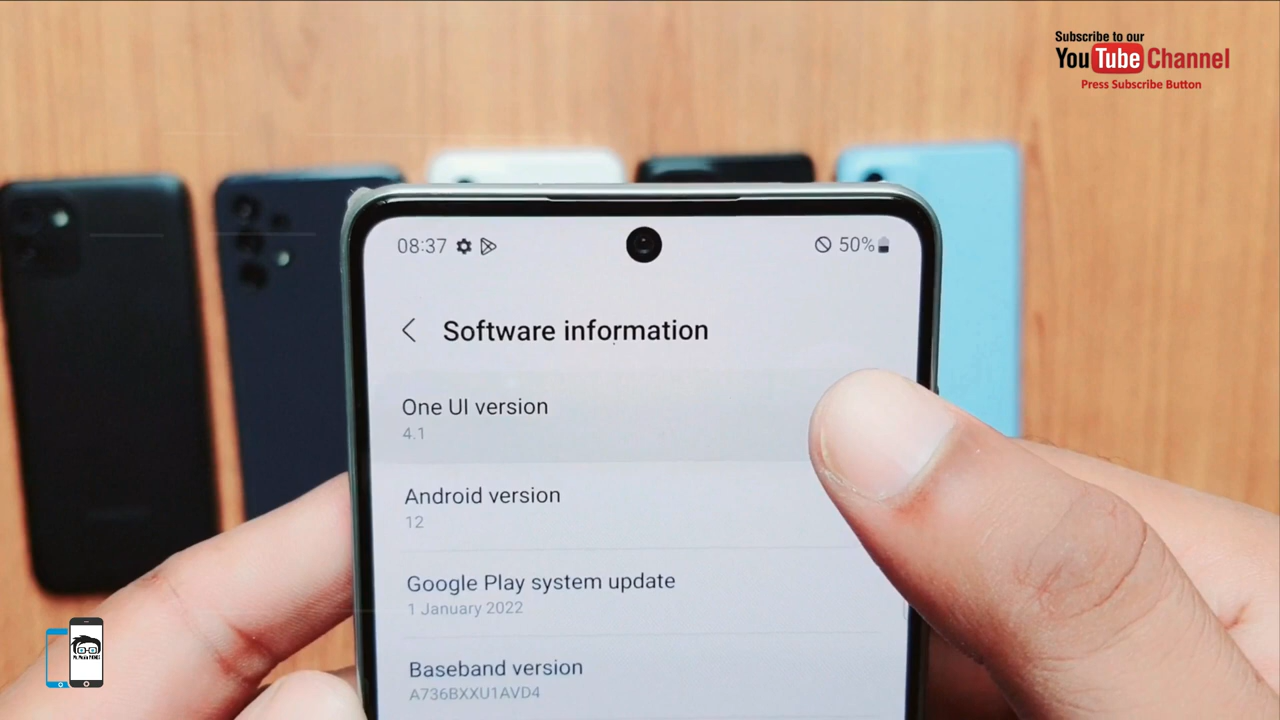 Subscribe to our
YouTube Channel
Press Subscribe Button
08:37 50%
Software information
One UI version
4.1
Android version
12
Google Play system update
1 January 2022
Baseband version
A736BXXU1AVD4